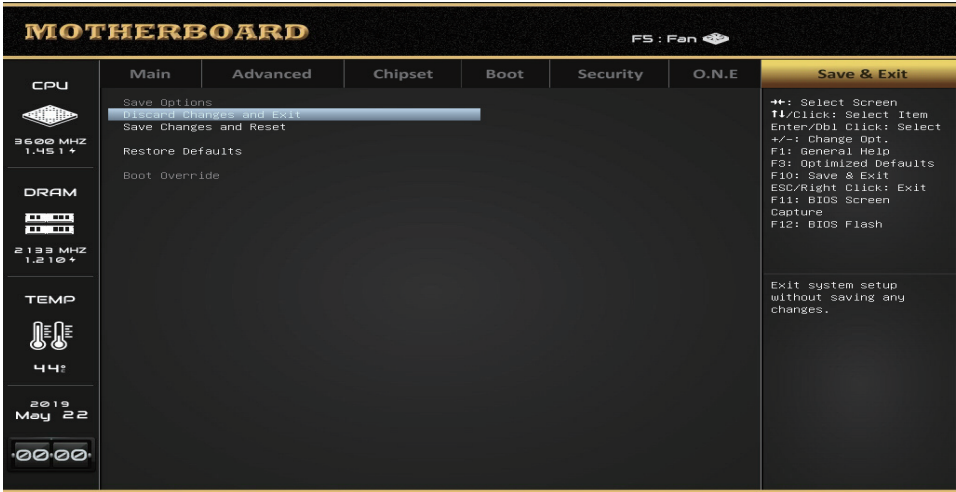 MOTHERBOARD
F5 : Fan
Main Advanced Chipset Boot Security O.N.E Save & Exit
CPU
3600 MHZ
1.451
DRAM
2133 MHZ
1.210
TEMP
44°C
2019
May 22
00:00
Save Options
Discard Changes and Exit
Save Changes and Reset
Restore Defaults
Boot Override
→←: Select Screen
↑↓/Click: Select Item
Enter/Dbl Click: Select
+/-: Change Opt.
F1: General Help
F3: Optimized Defaults
F10: Save & Exit
ESC/Right Click: Exit
F11: BIOS Screen
Capture
F12: BIOS Flash
Exit system setup
without saving any
changes.